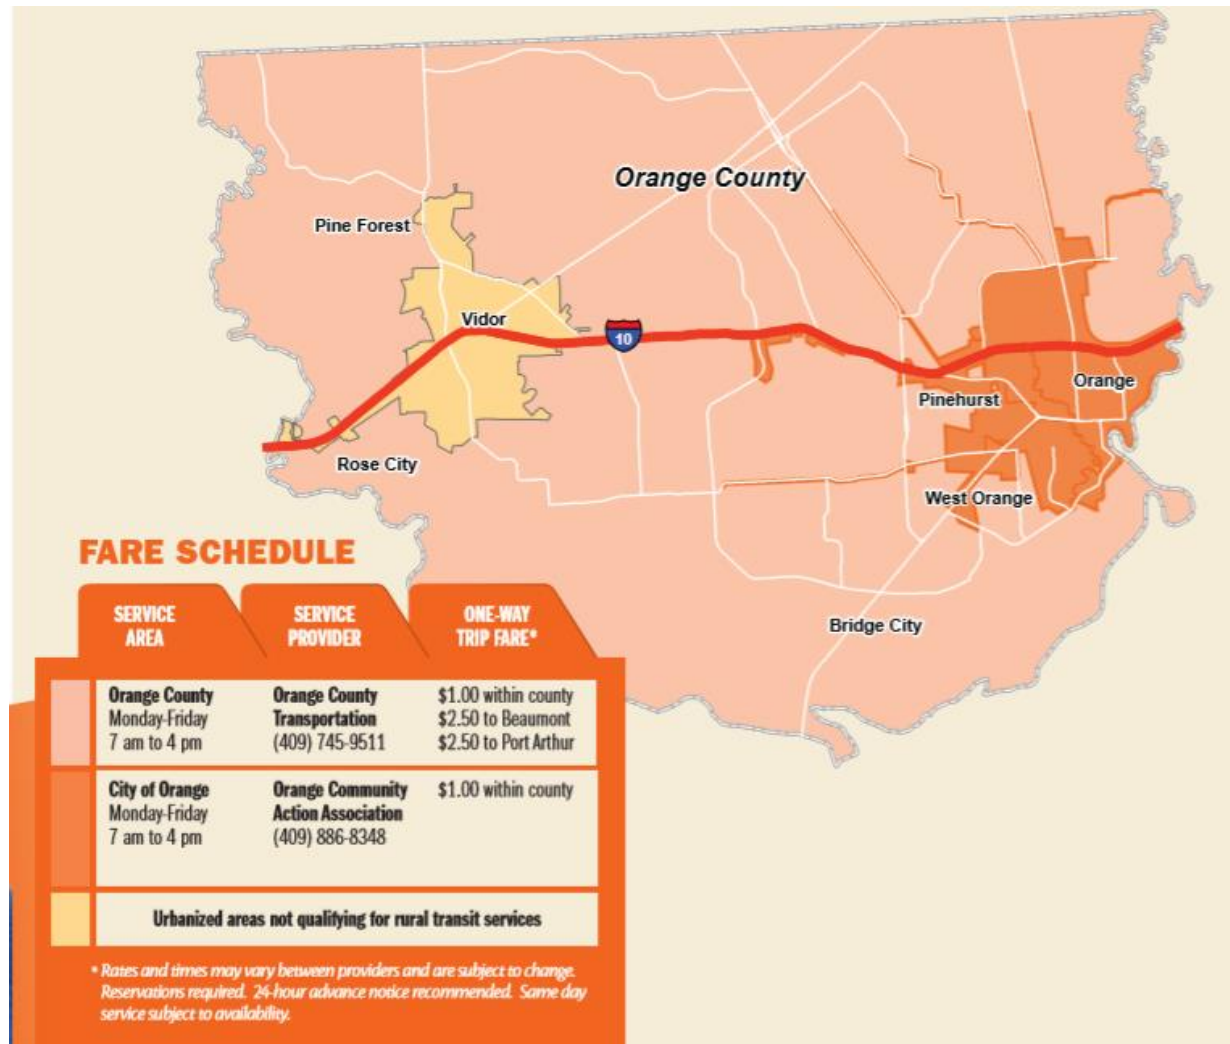 Orange County
Pine Forest
Vidor
10
Orange
Pinehurst
Rose City
West Orange
Bridge City
FARE SCHEDULE
SERVICE
AREA
SERVICE
PROVIDER
ONE-WAY
TRIP FARE*
Orange County
Monday-Friday
7 am to 4 pm
Orange County
Transportation
(409) 745-9511
$1.00 within county
$2.50 to Beaumont
$2.50 to Port Arthur
City of Orange
Monday-Friday
7 am to 4 pm
Orange Community
Action Association
(409) 886-8348
$1.00 within county
Urbanized areas not qualifying for rural transit services
* Rates and times may vary between providers and are subject to change.
Reservations required. 24-hour advance notice recommended. Same day
service subject to availability.